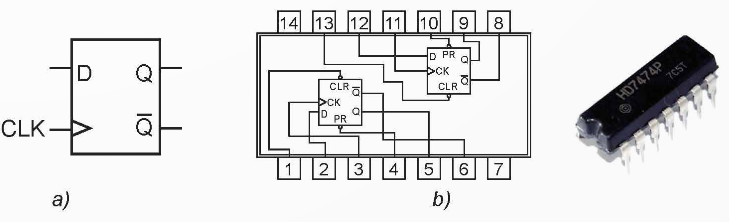 D Q
CLK Q̅
a)
14 13 12 11 10 9 8
D PR Q
CK
Q̅
CLR
CLR Q̅
CK
D Q
PR
1 2 3 4 5 6 7
b)
HD7474P
7C5T